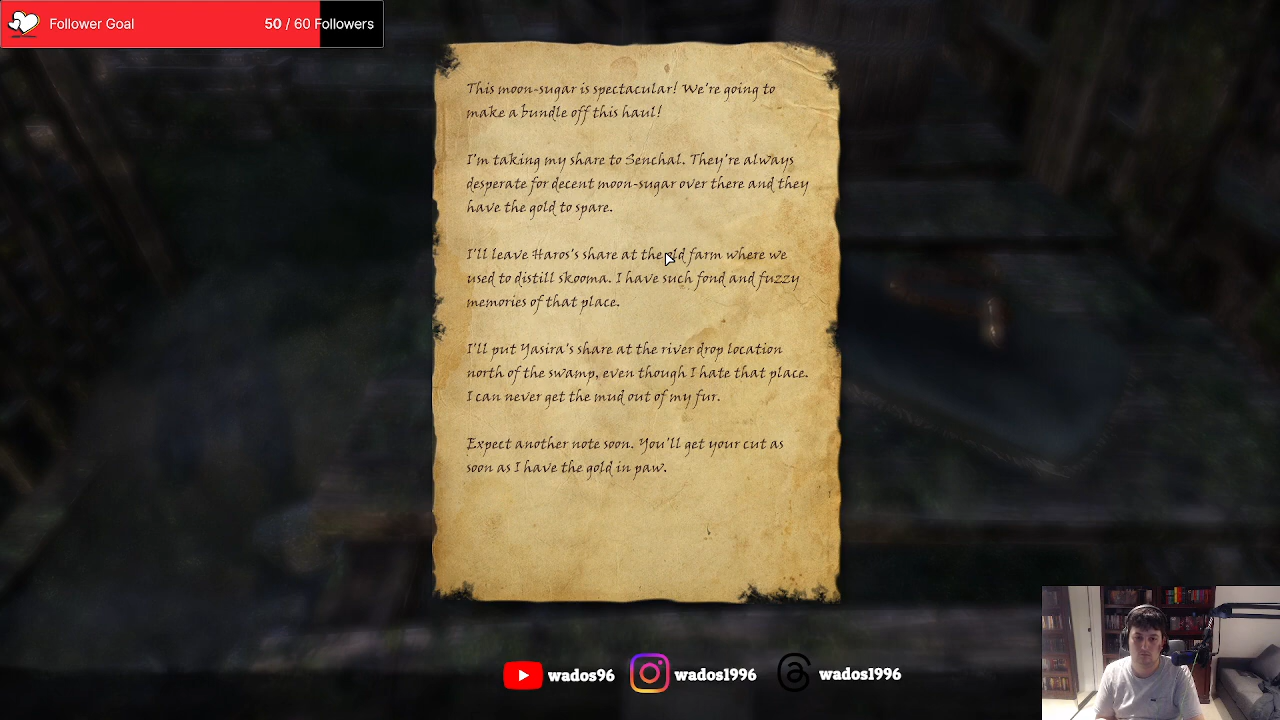 Follower Goal
50 / 60 Followers
This moon-sugar is spectacular! We're going to
make a bundle off this haul!
I'm taking my share to Senchal. They're always
desperate for decent moon-sugar over there and they
have the gold to spare.
I'll leave Haros's share at the old farm where we
used to distill skooma. I have such fond and fuzzy
memories of that place.
I'll put Yasira's share at the river drop location
north of the swamp, even though I hate that place.
I can never get the mud out of my fur.
Expect another note soon. You'll get your cut as
soon as I have the gold in paw.
wados96
wados1996
wados1996